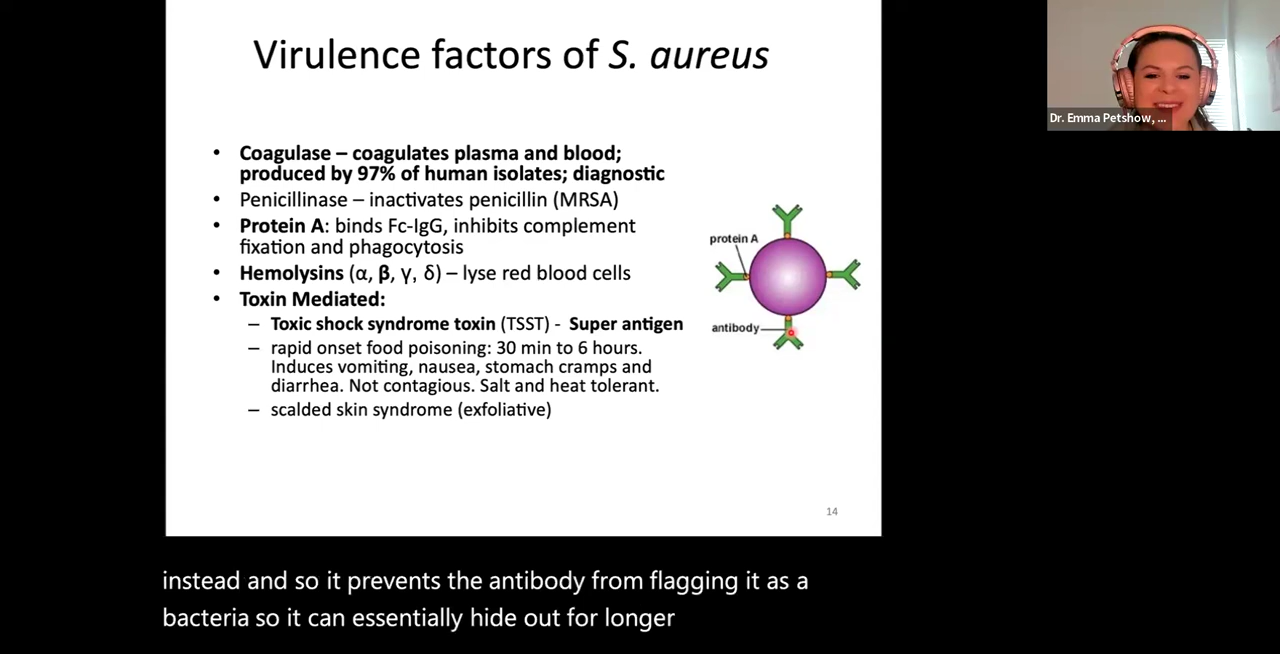 Virulence factors of S. aureus
Dr. Emma Petshow, ...
• Coagulase – coagulates plasma and blood;
produced by 97% of human isolates; diagnostic
• Penicillinase – inactivates penicillin (MRSA)
• Protein A: binds Fc-IgG, inhibits complement
fixation and phagocytosis
• Hemolysins (α, β, γ, δ) – lyse red blood cells
• Toxin Mediated:
– Toxic shock syndrome toxin (TSST) - Super antigen
– rapid onset food poisoning: 30 min to 6 hours.
Induces vomiting, nausea, stomach cramps and
diarrhea. Not contagious. Salt and heat tolerant.
– scalded skin syndrome (exfoliative)
protein A
antibody
14
instead and so it prevents the antibody from flagging it as a
bacteria so it can essentially hide out for longer